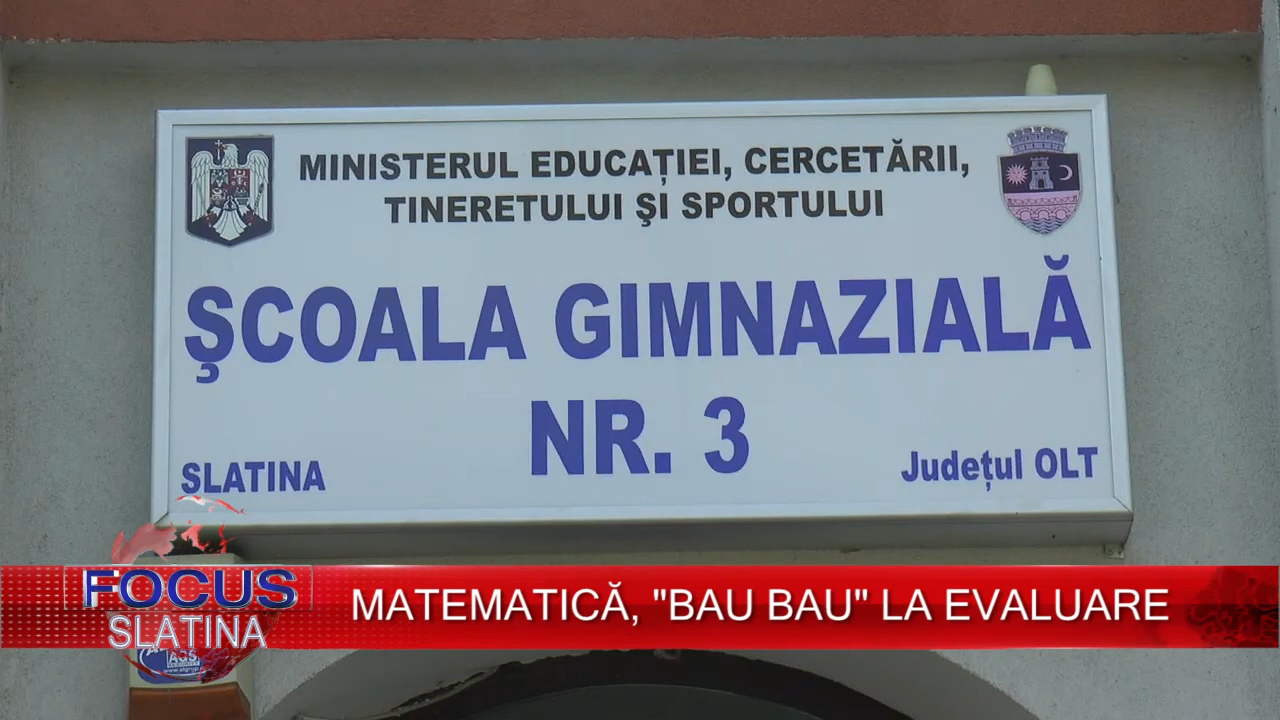 MINISTERUL EDUCAȚIEI, CERCETĂRII,
TINERETULUI ŞI SPORTULUI
ŞCOALA GIMNAZIALĂ
NR. 3
SLATINA
Județul OLT
FOCUS
SLATINA
MATEMATICĂ, "BAU BAU" LA EVALUARE